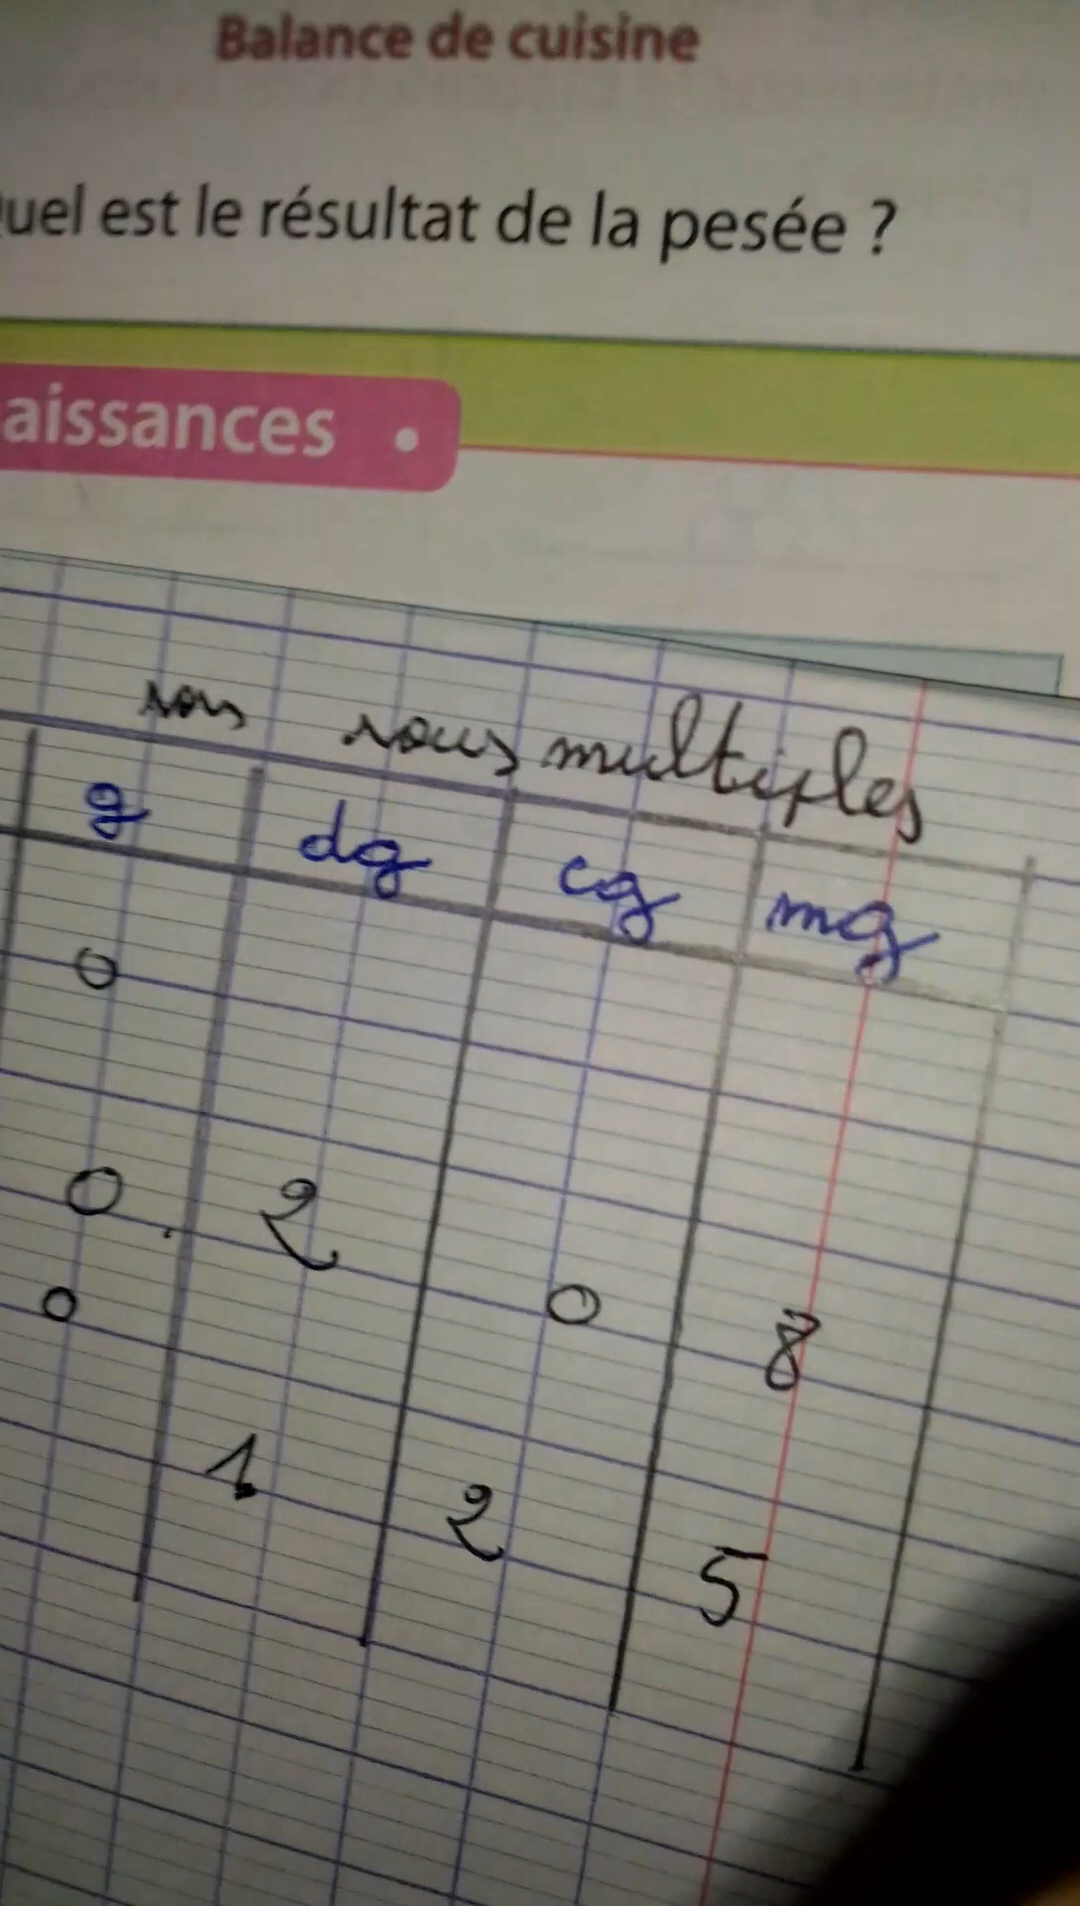 Balance de cuisine
uel est le résultat de la pesée ?
aissances •
sous multiples
g dg cg mg
0
0. 2 0 8
0
1 2 5